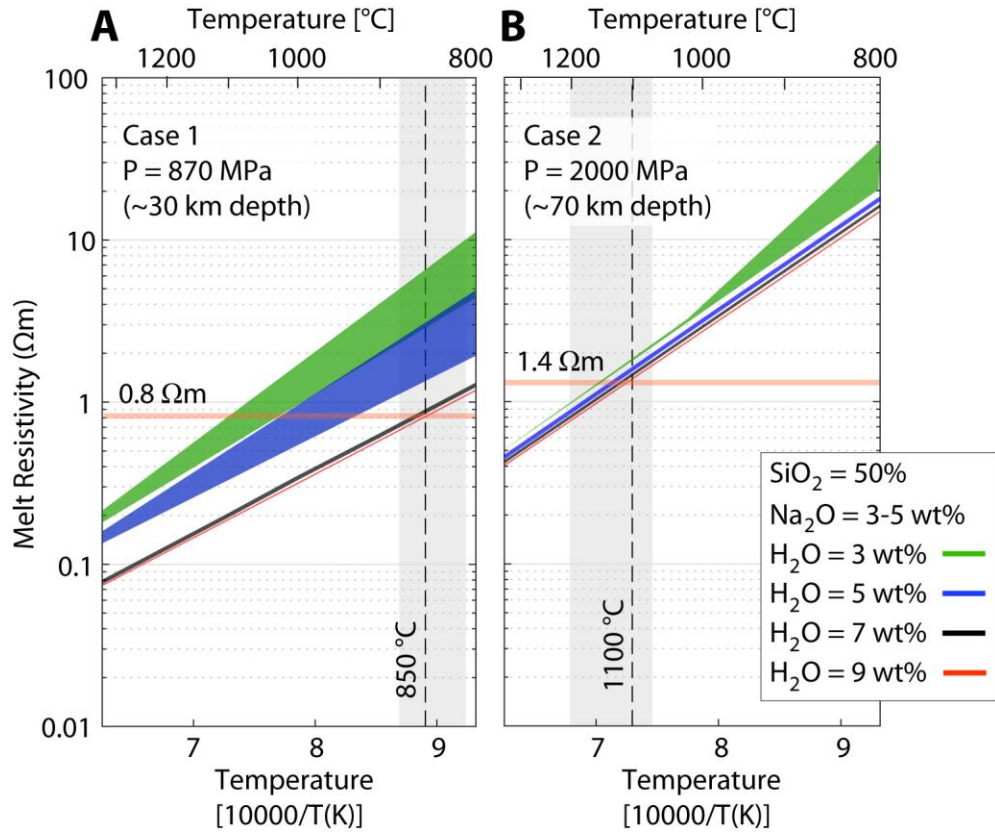 A
Temperature [°C]
1200
1000
800
100
10
1
0.1
0.01
Melt Resistivity (Ωm)
Case 1
P = 870 MPa
(~30 km depth)
0.8 Ωm
850 °C
7
8
9
Temperature
[10000/T(K)]
B
Temperature [°C]
1200
1000
800
Case 2
P = 2000 MPa
(~70 km depth)
1.4 Ωm
1100 °C
7
8
9
Temperature
[10000/T(K)]
SiO₂ = 50%
Na₂O = 3-5 wt%
H₂O = 3 wt%
H₂O = 5 wt%
H₂O = 7 wt%
H₂O = 9 wt%